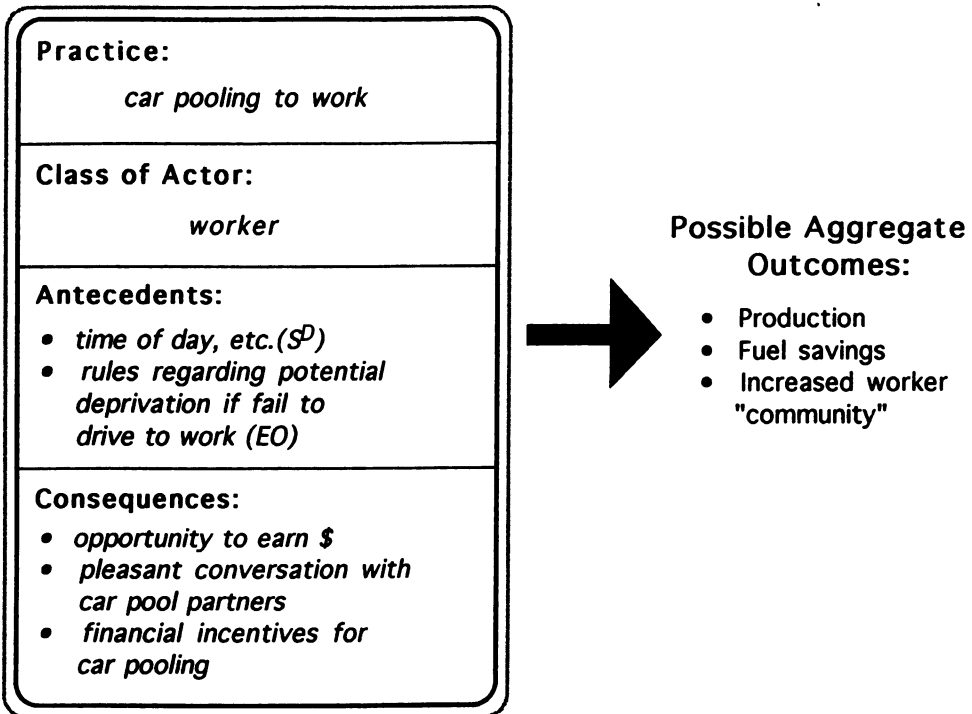 Practice:
car pooling to work
Class of Actor:
worker
Antecedents:
• time of day, etc.(Sᴰ)
• rules regarding potential
deprivation if fail to
drive to work (EO)
Consequences:
• opportunity to earn $
• pleasant conversation with
car pool partners
• financial incentives for
car pooling
Possible Aggregate
Outcomes:
• Production
• Fuel savings
• Increased worker
"community"